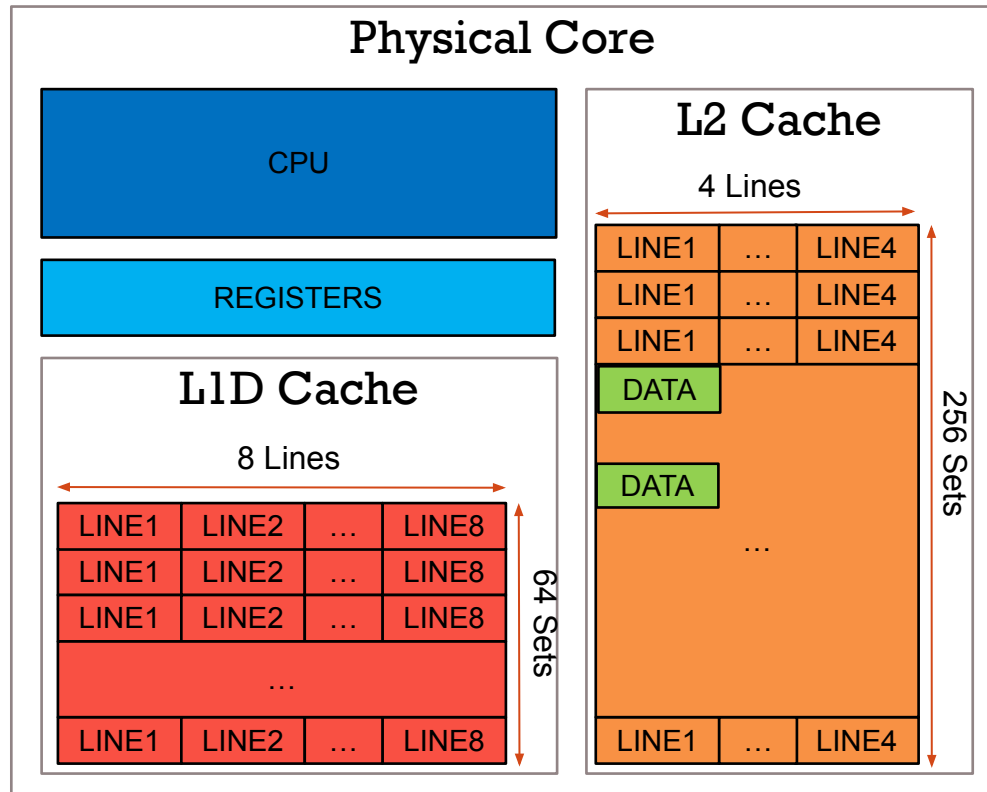 Physical Core
CPU
REGISTERS
L1D Cache
8 Lines
LINE1 LINE2 … LINE8
LINE1 LINE2 … LINE8
LINE1 LINE2 … LINE8
…
LINE1 LINE2 … LINE8
64 Sets
L2 Cache
4 Lines
LINE1 … LINE4
LINE1 … LINE4
LINE1 … LINE4
DATA
DATA
…
LINE1 … LINE4
256 Sets